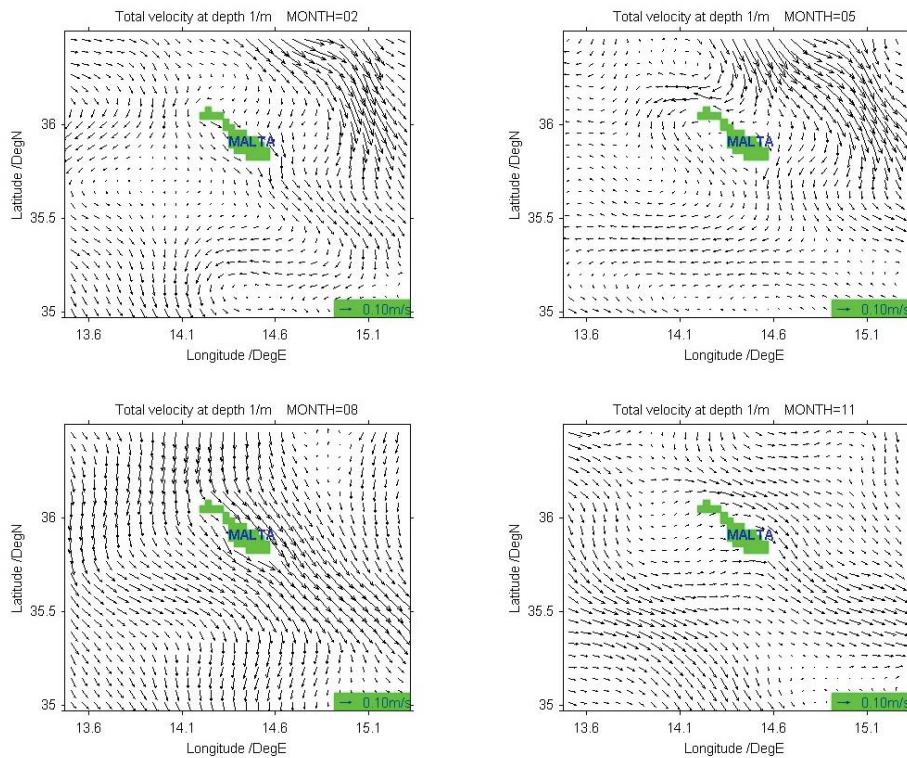 Total velocity at depth 1/m MONTH=02
Latitude /DegN
36
35.5
35
MALTA
0.10m/s
13.6 14.1 14.6 15.1
Longitude /DegE
Total velocity at depth 1/m MONTH=05
Latitude /DegN
36
35.5
35
MALTA
0.10m/s
13.6 14.1 14.6 15.1
Longitude /DegE
Total velocity at depth 1/m MONTH=08
Latitude /DegN
36
35.5
35
MALTA
0.10m/s
13.6 14.1 14.6 15.1
Longitude /DegE
Total velocity at depth 1/m MONTH=11
Latitude /DegN
36
35.5
35
MALTA
0.10m/s
13.6 14.1 14.6 15.1
Longitude /DegE